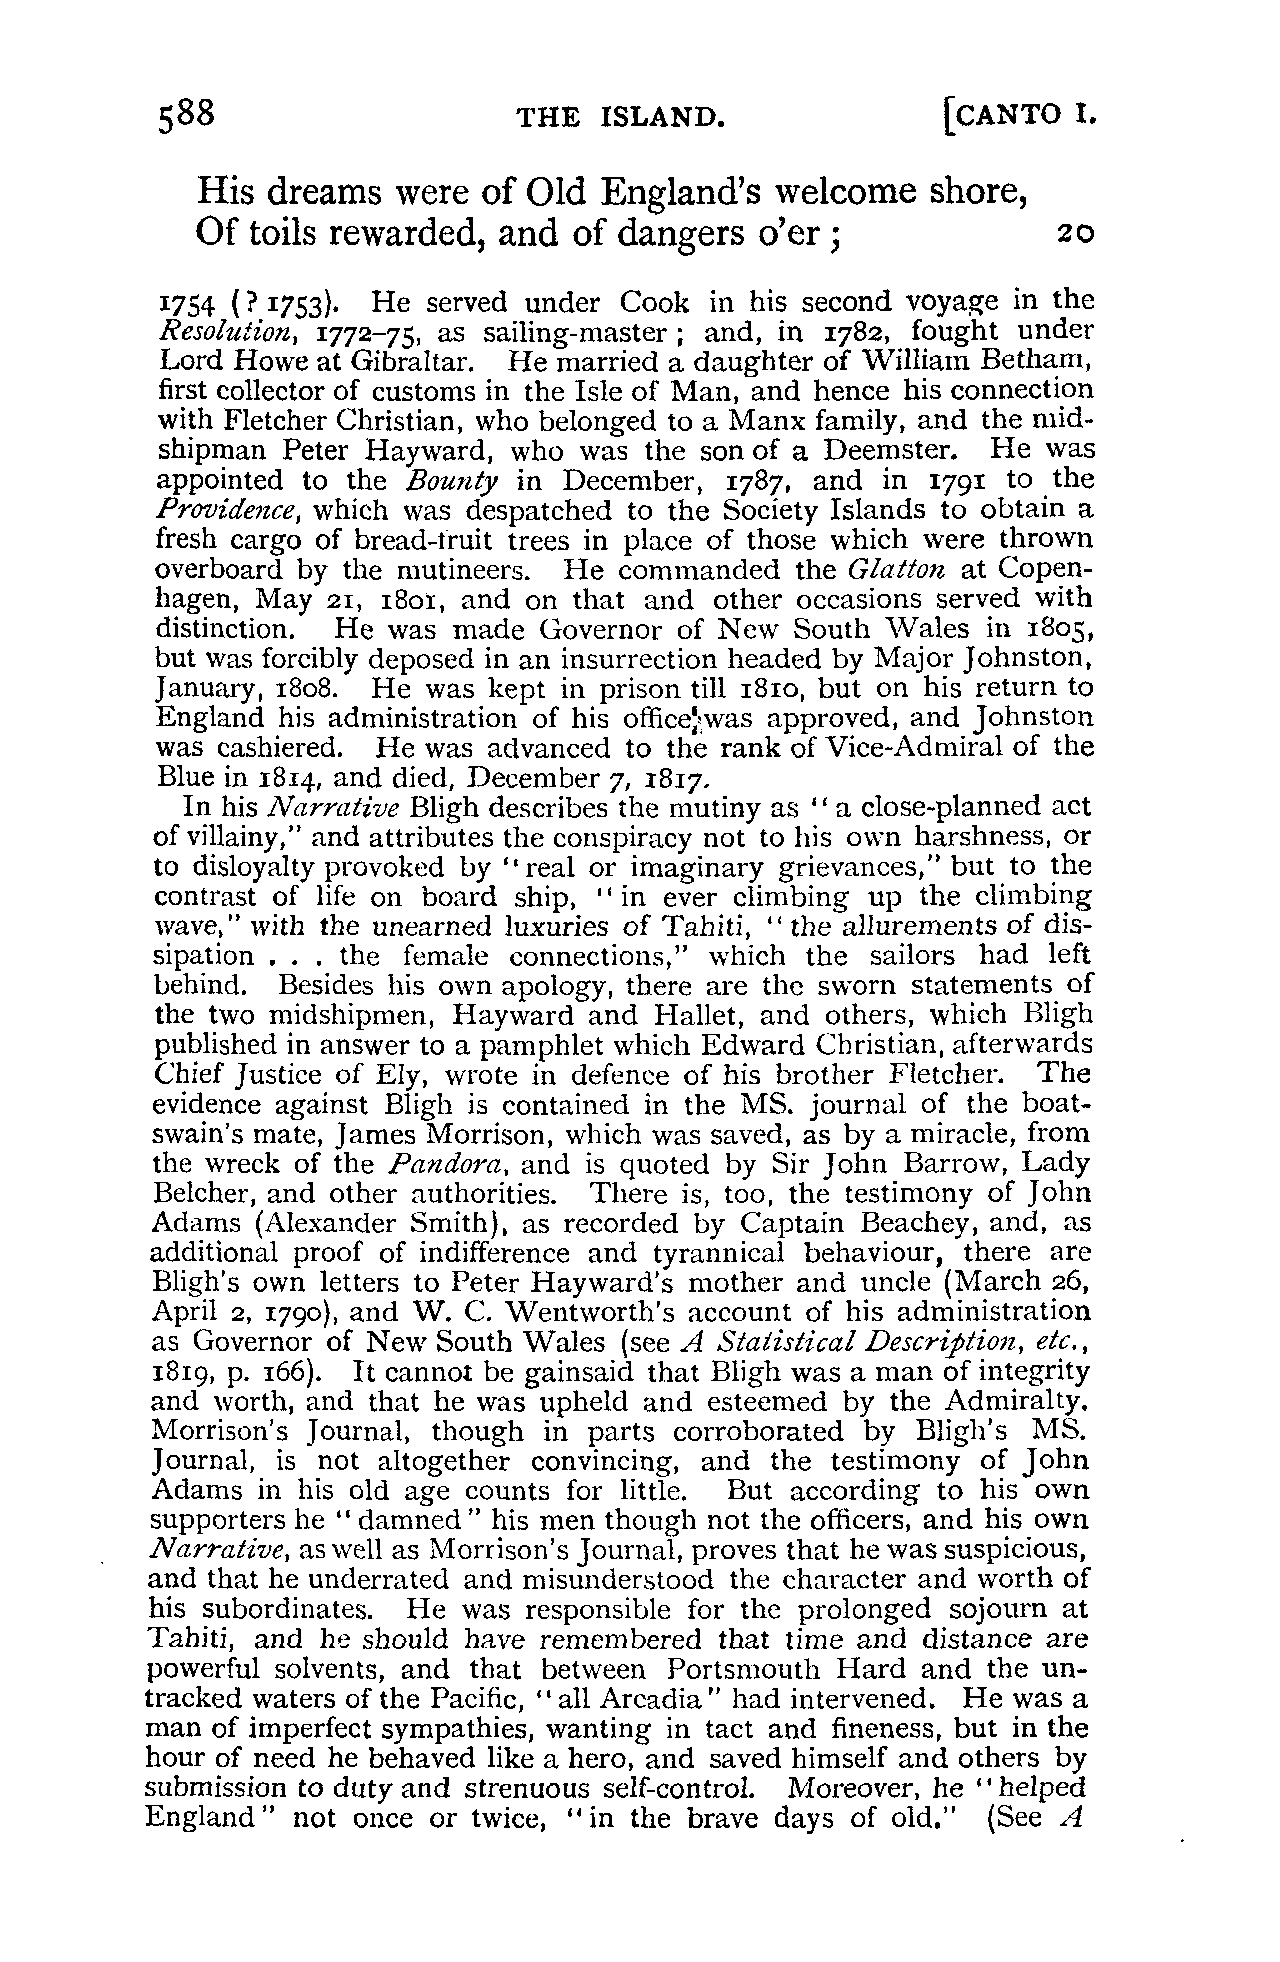 588 THE ISLAND. [CANTO I.
His dreams were of Old England's welcome shore,
Of toils rewarded, and of dangers o'er ; 20
1754 (? 1753). He served under Cook in his second voyage in the
Resolution, 1772–75, as sailing-master ; and, in 1782, fought under
Lord Howe at Gibraltar. He married a daughter of William Betham,
first collector of customs in the Isle of Man, and hence his connection
with Fletcher Christian, who belonged to a Manx family, and the mid-
shipman Peter Hayward, who was the son of a Deemster. He was
appointed to the Bounty in December, 1787, and in 1791 to the
Providence, which was despatched to the Society Islands to obtain a
fresh cargo of bread-fruit trees in place of those which were thrown
overboard by the mutineers. He commanded the Glatton at Copen-
hagen, May 21, 1801, and on that and other occasions served with
distinction. He was made Governor of New South Wales in 1805,
but was forcibly deposed in an insurrection headed by Major Johnston,
January, 1808. He was kept in prison till 1810, but on his return to
England his administration of his office was approved, and Johnston
was cashiered. He was advanced to the rank of Vice-Admiral of the
Blue in 1814, and died, December 7, 1817.
In his Narrative Bligh describes the mutiny as "a close-planned act
of villainy," and attributes the conspiracy not to his own harshness, or
to disloyalty provoked by "real or imaginary grievances," but to the
contrast of life on board ship, "in ever climbing up the climbing
wave," with the unearned luxuries of Tahiti, "the allurements of dis-
sipation . . . the female connections," which the sailors had left
behind. Besides his own apology, there are the sworn statements of
the two midshipmen, Hayward and Hallet, and others, which Bligh
published in answer to a pamphlet which Edward Christian, afterwards
Chief Justice of Ely, wrote in defence of his brother Fletcher. The
evidence against Bligh is contained in the MS. journal of the boat-
swain's mate, James Morrison, which was saved, as by a miracle, from
the wreck of the Pandora, and is quoted by Sir John Barrow, Lady
Belcher, and other authorities. There is, too, the testimony of John
Adams (Alexander Smith), as recorded by Captain Beachey, and, as
additional proof of indifference and tyrannical behaviour, there are
Bligh's own letters to Peter Hayward's mother and uncle (March 26,
April 2, 1790), and W. C. Wentworth's account of his administration
as Governor of New South Wales (see A Statistical Description, etc.,
1819, p. 166). It cannot be gainsaid that Bligh was a man of integrity
and worth, and that he was upheld and esteemed by the Admiralty.
Morrison's Journal, though in parts corroborated by Bligh's MS.
Journal, is not altogether convincing, and the testimony of John
Adams in his old age counts for little. But according to his own
supporters he "damned" his men though not the officers, and his own
Narrative, as well as Morrison's Journal, proves that he was suspicious,
and that he underrated and misunderstood the character and worth of
his subordinates. He was responsible for the prolonged sojourn at
Tahiti, and he should have remembered that time and distance are
powerful solvents, and that between Portsmouth Hard and the un-
tracked waters of the Pacific, "all Arcadia" had intervened. He was a
man of imperfect sympathies, wanting in tact and fineness, but in the
hour of need he behaved like a hero, and saved himself and others by
submission to duty and strenuous self-control. Moreover, he "helped
England" not once or twice, "in the brave days of old." (See A